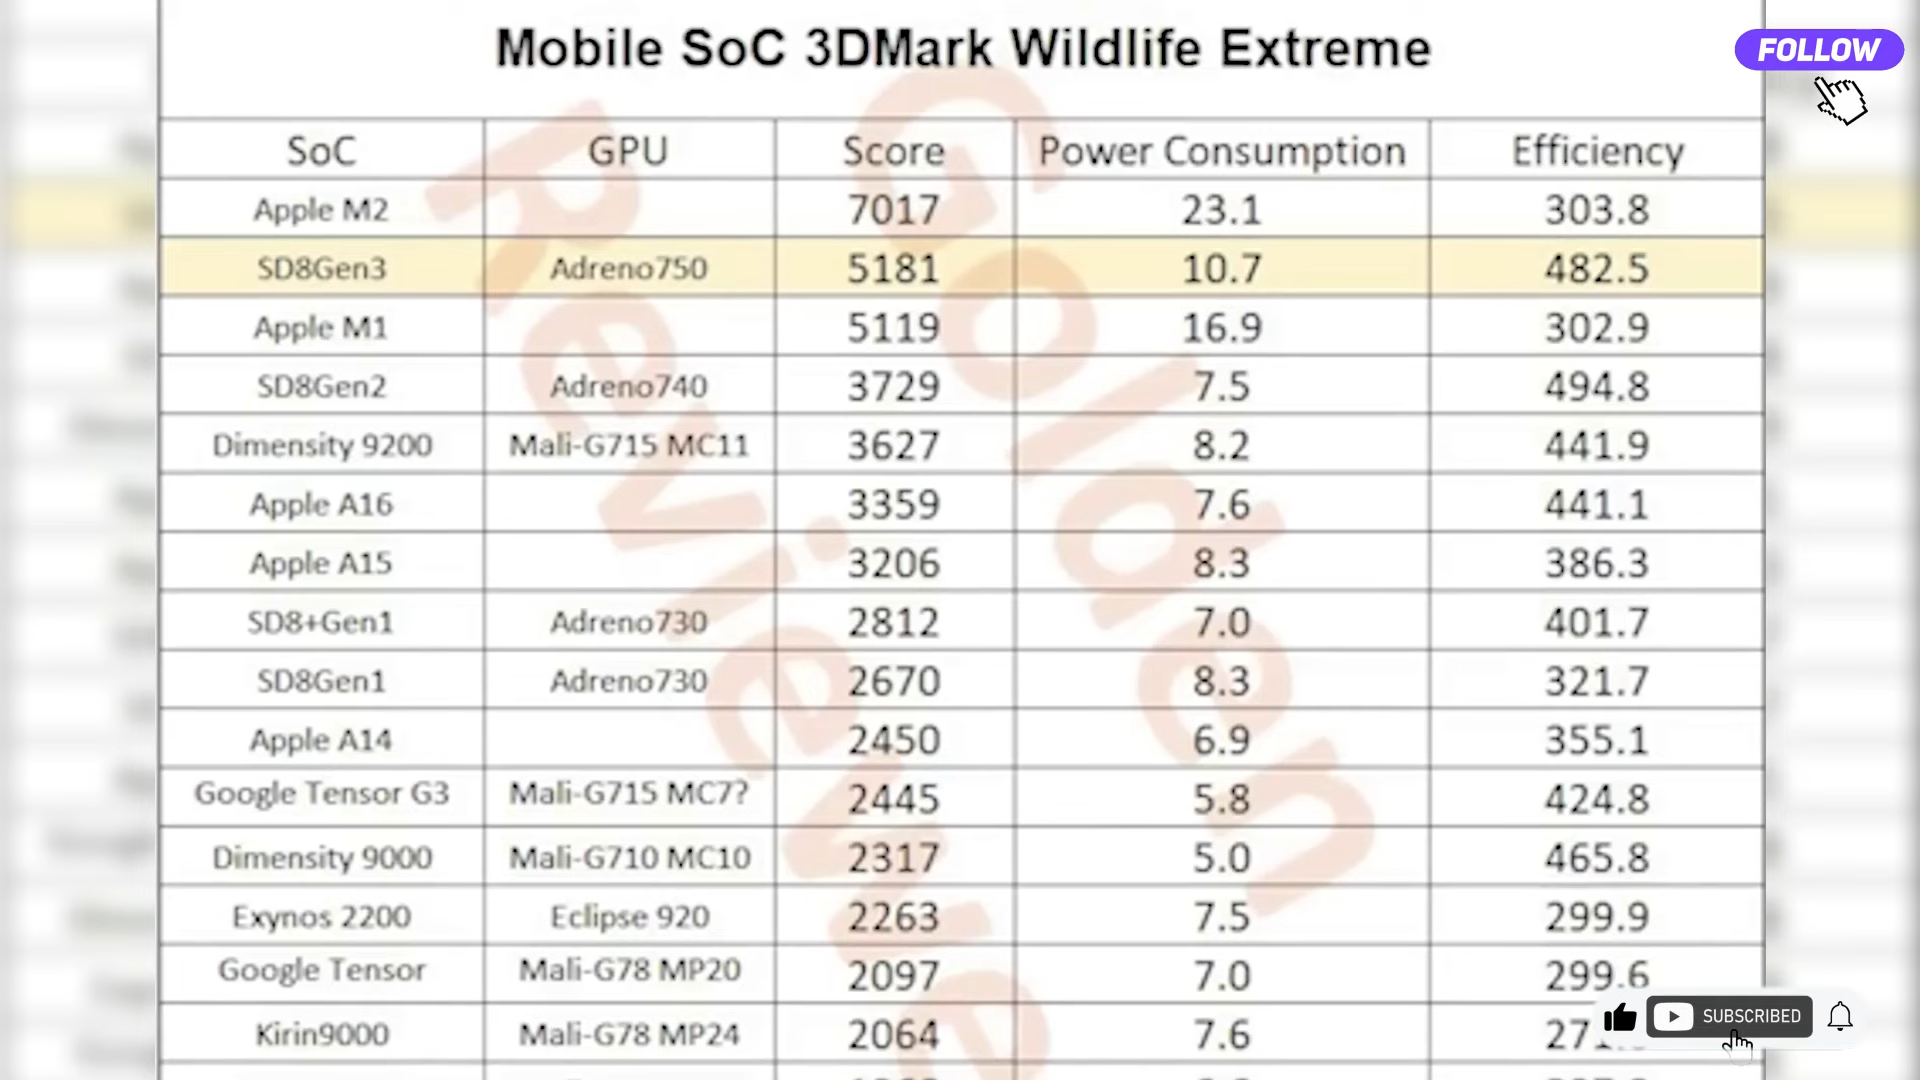 Mobile SoC 3DMark Wildlife Extreme
FOLLOW
SoC GPU Score Power Consumption Efficiency
Apple M2 7017 23.1 303.8
SD8Gen3 Adreno750 5181 10.7 482.5
Apple M1 5119 16.9 302.9
SD8Gen2 Adreno740 3729 7.5 494.8
Dimensity 9200 Mali-G715 MC11 3627 8.2 441.9
Apple A16 3359 7.6 441.1
Apple A15 3206 8.3 386.3
SD8+Gen1 Adreno730 2812 7.0 401.7
SD8Gen1 Adreno730 2670 8.3 321.7
Apple A14 2450 6.9 355.1
Google Tensor G3 Mali-G715 MC7? 2445 5.8 424.8
Dimensity 9000 Mali-G710 MC10 2317 5.0 465.8
Exynos 2200 Eclipse 920 2263 7.5 299.9
Google Tensor Mali-G78 MP20 2097 7.0 299.6
Kirin9000 Mali-G78 MP24 2064 7.6
SUBSCRIBED
Golden
Reviewe